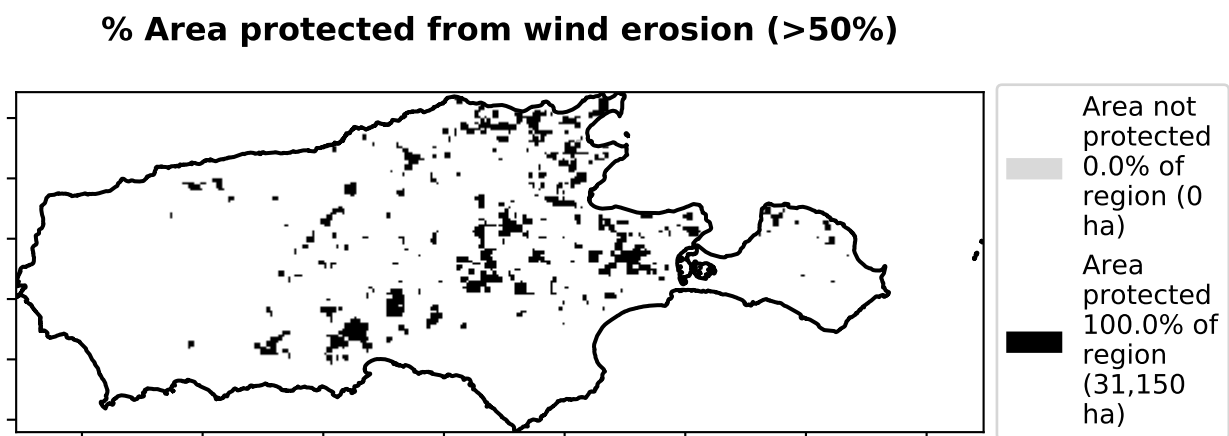 % Area protected from wind erosion (>50%)
Area not
protected
0.0% of
region (0
ha)
Area
protected
100.0% of
region
(31,150
ha)